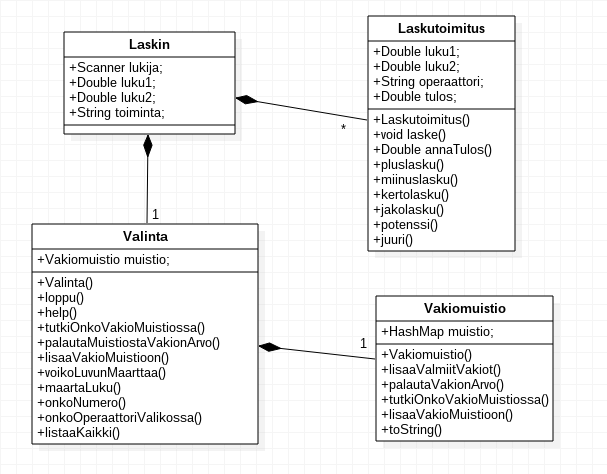 Laskin
+Scanner lukija;
+Double luku1;
+Double luku2;
+String toiminta;
Laskutoimitus
+Double luku1;
+Double luku2;
+String operaattori;
+Double tulos;
+Laskutoimitus()
+void laske()
+Double annaTulos()
+pluslasku()
+miinuslasku()
+kertolasku()
+jakolasku()
+potenssi()
+juuri()
*
1
Valinta
+Vakiomuistio muistio;
+Valinta()
+loppu()
+help()
+tutkiOnkoVakioMuistiossa()
+palautaMuistiostaVakionArvo()
+lisaaVakioMuistioon()
+voikoLuvunMaarttaa()
+maartaLuku()
+onkoNumero()
+onkoOperaattoriValikossa()
+listaaKaikki()
1
Vakiomuistio
+HashMap muistio;
+Vakiomuistio()
+lisaaValmiitVakiot()
+palautaVakionArvo()
+tutkiOnkoVakioMuistiossa()
+lisaaVakioMuistioon()
+toString()